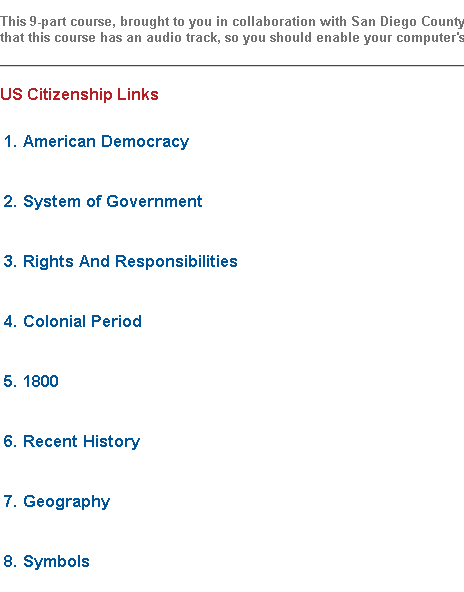 This 9-part course, brought to you in collaboration with San Diego County
that this course has an audio track, so you should enable your computer's
US Citizenship Links
1. American Democracy
2. System of Government
3. Rights And Responsibilities
4. Colonial Period
5. 1800
6. Recent History
7. Geography
8. Symbols